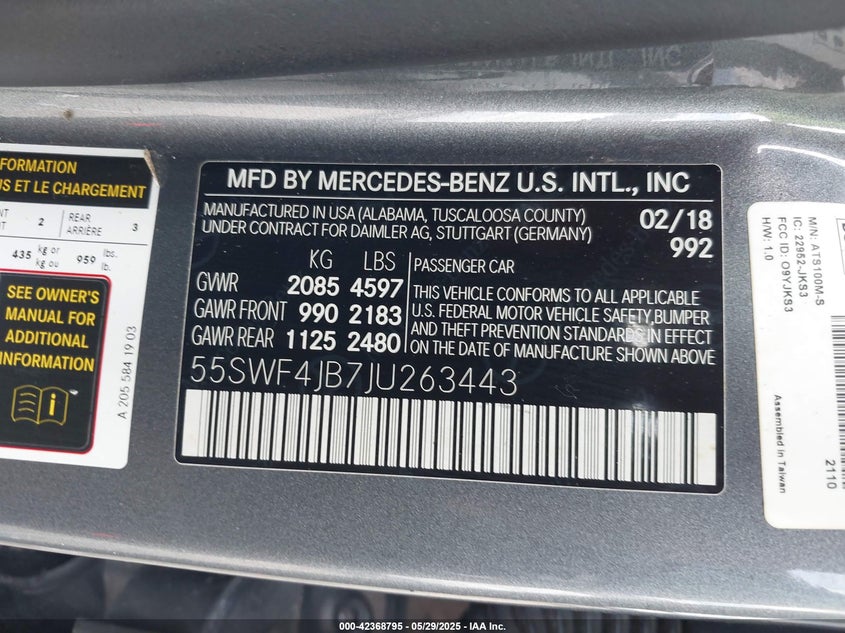 FORMATION
US ET LE CHARGEMENT
NT 2 REAR 3
ARRIÈRE
435 kg or 959 lbs.
kg ou lb.
SEE OWNER'S
MANUAL FOR
ADDITIONAL
INFORMATION
A 205 584 19 03
MFD BY MERCEDES-BENZ U.S. INTL., INC
MANUFACTURED IN USA (ALABAMA, TUSCALOOSA COUNTY) 02/18
UNDER CONTRACT FOR DAIMLER AG, STUTTGART (GERMANY) 992
KG LBS PASSENGER CAR
GVWR 2085 4597
GAWR FRONT 990 2183
GAWR REAR 1125 2480
THIS VEHICLE CONFORMS TO ALL APPLICABLE
U.S. FEDERAL MOTOR VEHICLE SAFETY,BUMPER
AND THEFT PREVENTION STANDARDS IN EFFECT
ON THE DATE OF MANUFACTURE SHOWN ABOVE.
55SWF4JB7JU263443
M/N: ATS100M-S
IC: 22952-JKS3
FCC ID: O9YJKS3
H/W: 1.0
Assembled in Taiwan
2110
000-42368795 - 05/29/2025 - IAA Inc.